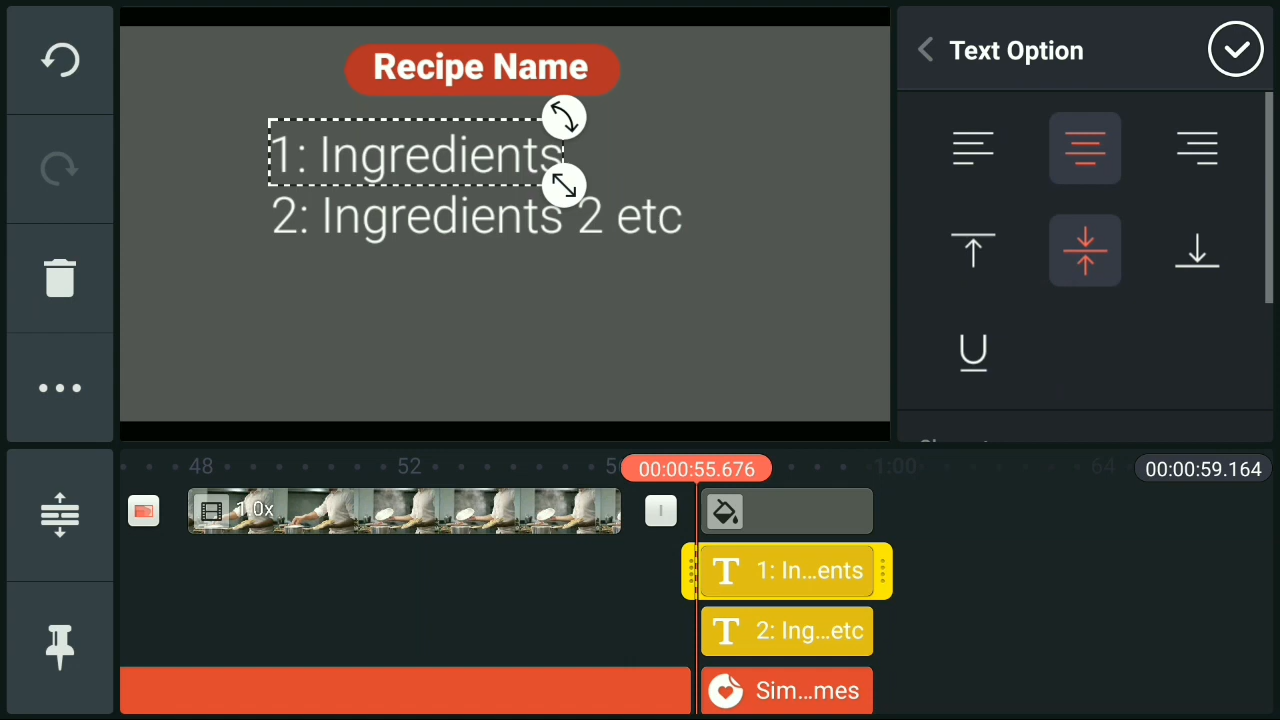 Text Option
Recipe Name
1: Ingredients
2: Ingredients 2 etc
U
48
52
00:00:55.676
1:00
64
00:00:59.164
1.0x
T 1: In...ents
T 2: Ing...etc
Sim...mes